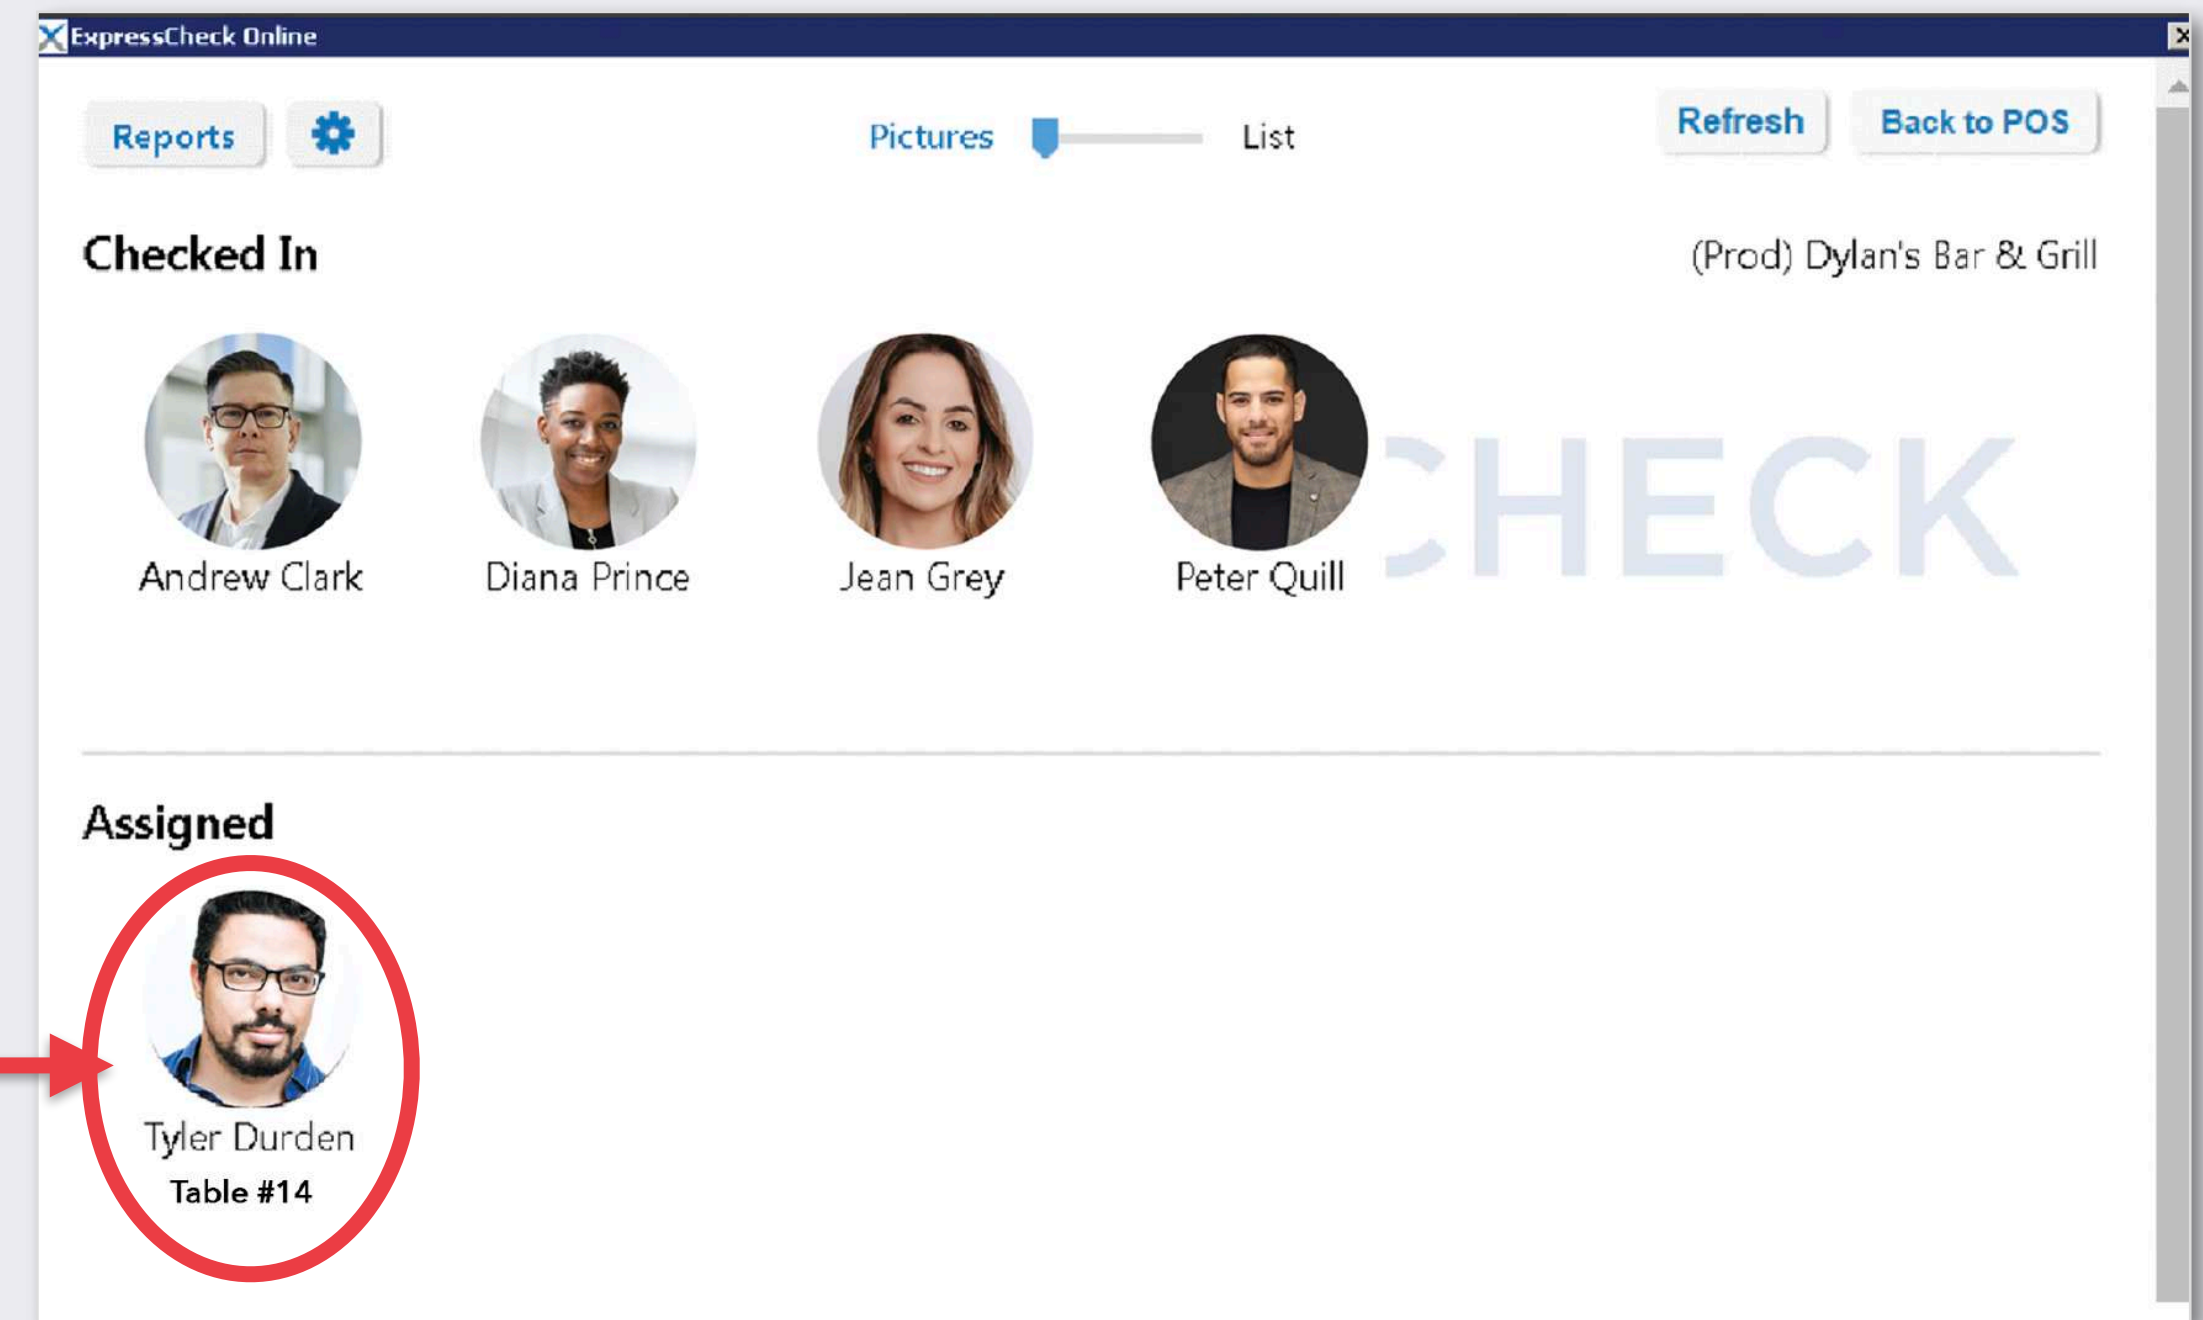 ExpressCheck Online
Reports
Pictures List
Refresh Back to POS
Checked In
(Prod) Dylan's Bar & Grill
CHECK
Andrew Clark Diana Prince Jean Grey Peter Quill
Assigned
Tyler Durden
Table #14